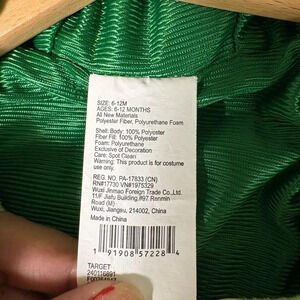 SIZE: 6-12M
AGES: 6-12 MONTHS
All New Materials
Polyester Fiber, Polyurethane Foam
Shell: Body: 100% Polyester
Fiber Fill: 100% Polyester
Foam: Polyurethane
Exclusive of Decoration
Care: Spot Clean
Warning: This product is for costume
use only.
REG. NO. PA-17833 (CN)
RN#17730 VN#1975329
Wuxi Jinmao Foreign Trade Co.,Ltd.
11/F Jiafu Building,#97 Renmin
Road (M)
Wuxi, Jiangsu, 214002, China
Made in China
1 91908 57228 4
TARGET